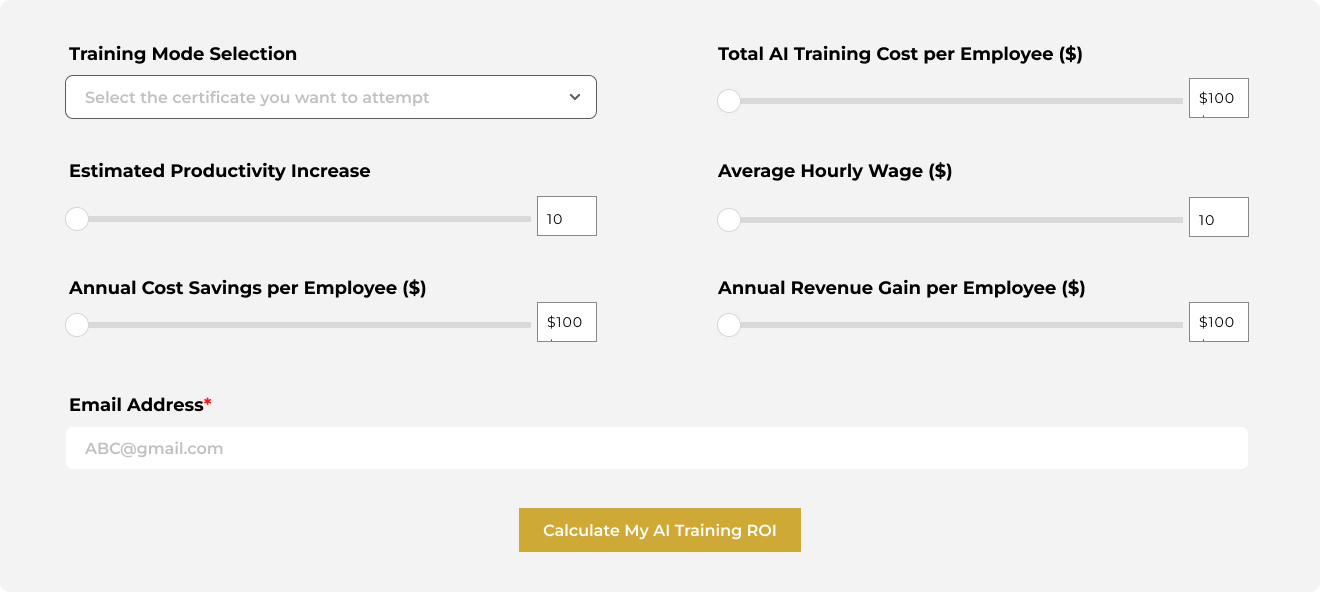 Training Mode Selection
Select the certificate you want to attempt
Total AI Training Cost per Employee ($)
$100
Estimated Productivity Increase
10
Average Hourly Wage ($)
10
Annual Cost Savings per Employee ($)
$100
Annual Revenue Gain per Employee ($)
$100
Email Address*
ABC@gmail.com
Calculate My AI Training ROI